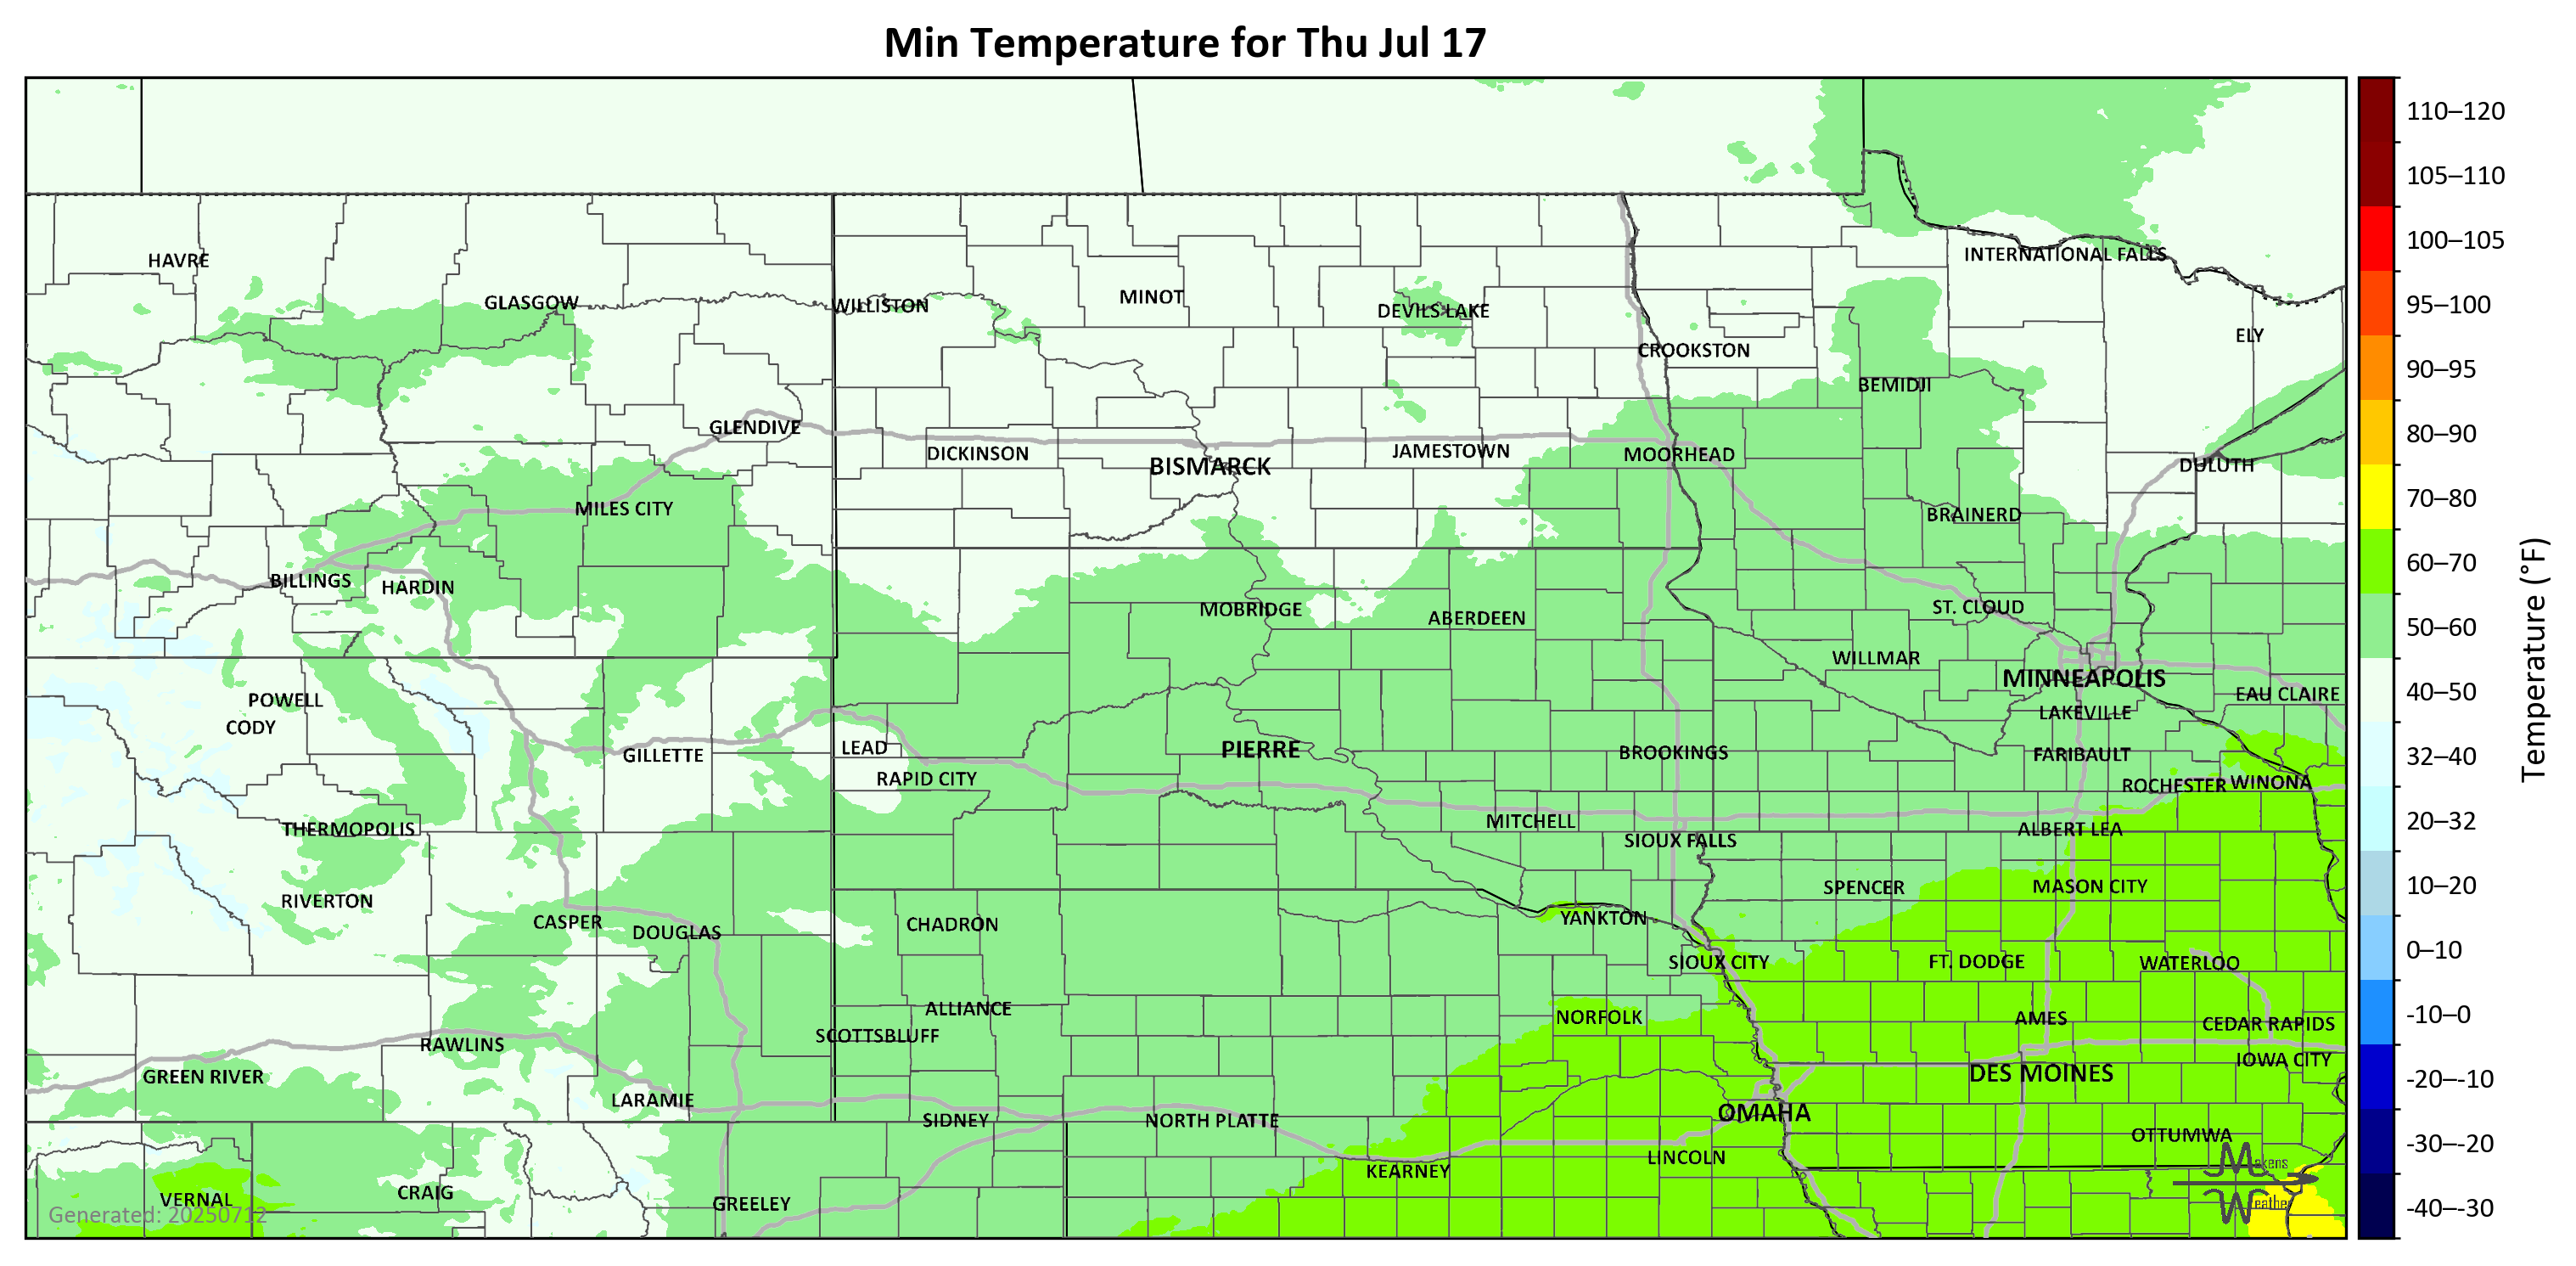 Min Temperature for Thu Jul 17
HAVRE
GLASGOW
WILLISTON
MINOT
DEVILS LAKE
INTERNATIONAL FALLS
ELY
CROOKSTON
BEMIDJI
GLENDIVE
DICKINSON
BISMARCK
JAMESTOWN
MOORHEAD
DULUTH
MILES CITY
BRAINERD
BILLINGS
HARDIN
MOBRIDGE
ABERDEEN
ST. CLOUD
WILLMAR
MINNEAPOLIS
EAU CLAIRE
POWELL
CODY
LAKEVILLE
GILLETTE
LEAD
PIERRE
BROOKINGS
FARIBAULT
RAPID CITY
ROCHESTER
WINONA
THERMOPOLIS
MITCHELL
SIOUX FALLS
ALBERT LEA
RIVERTON
SPENCER
MASON CITY
CASPER
DOUGLAS
CHADRON
YANKTON
SIOUX CITY
FT. DODGE
WATERLOO
ALLIANCE
NORFOLK
AMES
CEDAR RAPIDS
SCOTTSBLUFF
RAWLINS
IOWA CITY
GREEN RIVER
DES MOINES
LARAMIE
SIDNEY
NORTH PLATTE
OMAHA
OTTUMWA
LINCOLN
KEARNEY
VERNAL
CRAIG
GREELEY
Generated: 20250712
Makens
Weather
110–120
105–110
100–105
95–100
90–95
80–90
70–80
60–70
50–60
40–50
32–40
20–32
10–20
0–10
-10–0
-20–-10
-30–-20
-40–-30
Temperature (°F)